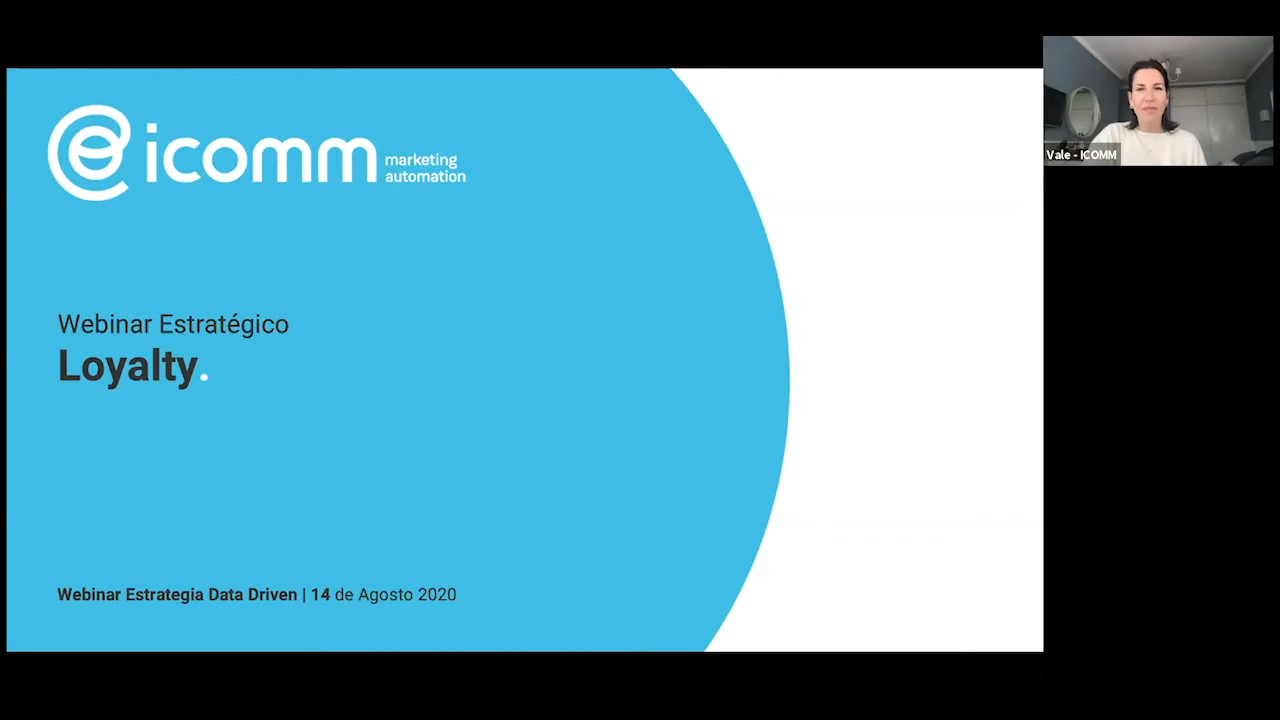 icomm
marketing
automation
Webinar Estratégico
Loyalty.
Webinar Estrategia Data Driven | 14 de Agosto 2020
Vale - ICOMM